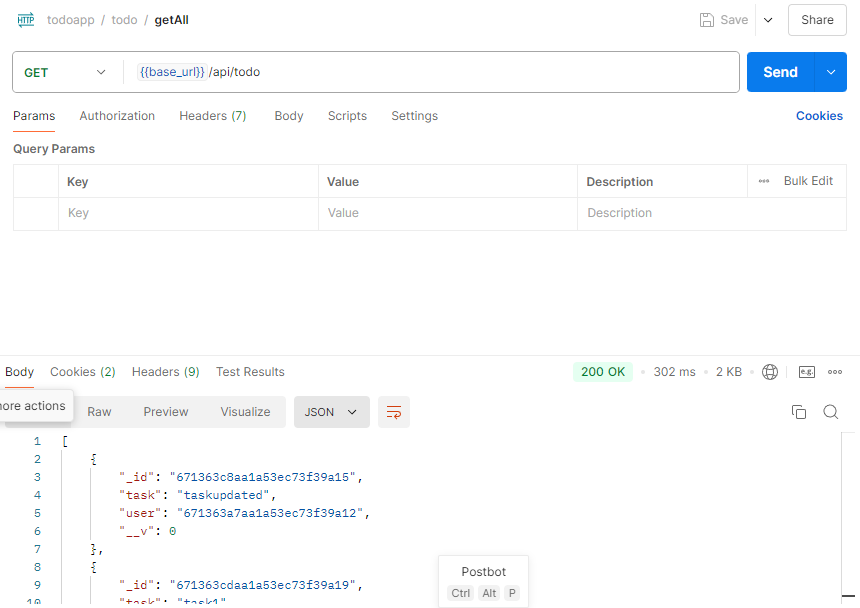 HTTP todoapp / todo / getAll Save Share
GET {{base_url}}/api/todo Send
Params Authorization Headers (7) Body Scripts Settings Cookies
Query Params
Key Value Description Bulk Edit
Key Value Description
Body Cookies (2) Headers (9) Test Results 200 OK 302 ms 2 KB e.g.
more actions Raw Preview Visualize JSON
1 [
2 {
3 "_id": "671363c8aa1a53ec73f39a15",
4 "task": "taskupdated",
5 "user": "671363a7aa1a53ec73f39a12",
6 "__v": 0
7 },
8 {
9 "_id": "671363cdaa1a53ec73f39a19",
10 "task": "task1"
Postbot
Ctrl Alt P